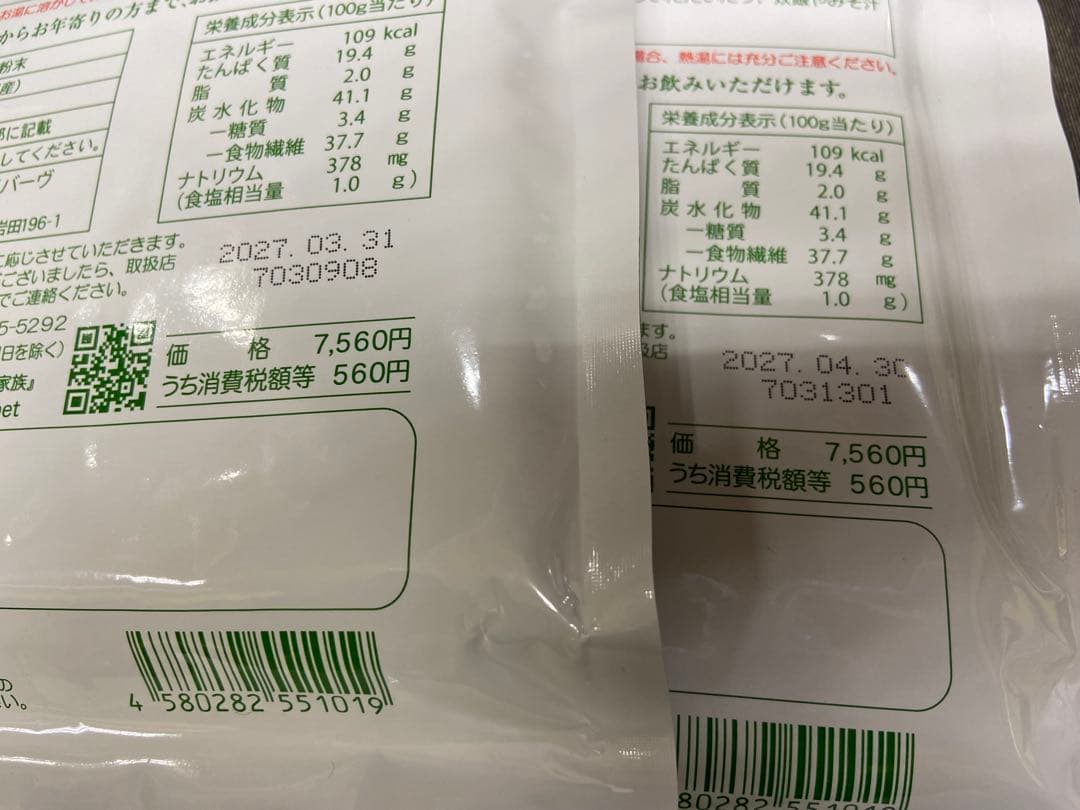 お湯に溶かして
からお年寄りの方まで、お
粉末
産)
部に記載
してください。
バーヴ
岩田196-1
に応じさせていただきます。
ございましたら、取扱店
でご連絡ください。
5-5292
日を除く)
家族』
net
栄養成分表示(100g当たり)
エネルギー 109 kcal
たんぱく質 19.4 g
脂質 2.0 g
炭水化物 41.1 g
―糖質 3.4 g
―食物繊維 37.7 g
ナトリウム 378 mg
(食塩相当量 1.0 g)
2027. 03. 31
7030908
価格 7,560円
うち消費税額等 560円
の
い。
4 580282 551019
場合、熱湯には充分ご注意ください。
お飲みいただけます。
栄養成分表示(100g当たり)
エネルギー 109 kcal
たんぱく質 19.4 g
脂質 2.0 g
炭水化物 41.1 g
―糖質 3.4 g
―食物繊維 37.7 g
ナトリウム 378 mg
(食塩相当量 1.0 g)
ます。
扱店
2027. 04. 30
7031301
価格 7,560円
うち消費税額等 560円
80282 551019